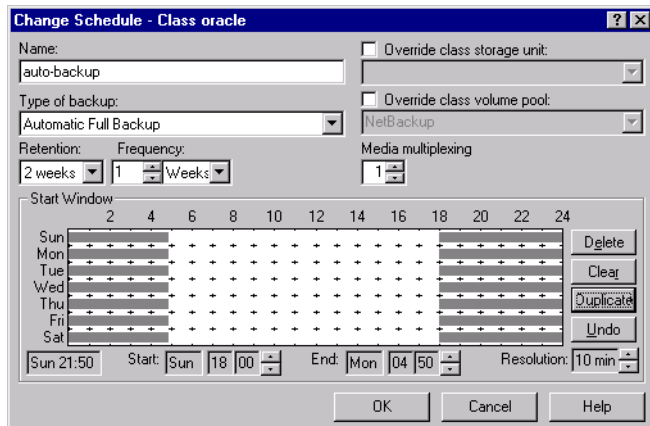 Change Schedule - Class oracle
Name:
auto-backup
Override class storage unit:
Type of backup:
Automatic Full Backup
Override class volume pool:
NetBackup
Retention: Frequency:
2 weeks 1 Weeks
Media multiplexing
1
Start Window
2 4 6 8 10 12 14 16 18 20 22 24
Sun
Mon
Tue
Wed
Thu
Fri
Sat
Delete
Clear
Duplicate
Undo
Sun 21:50 Start: Sun 18 00 End: Mon 04 50 Resolution: 10 min
OK Cancel Help